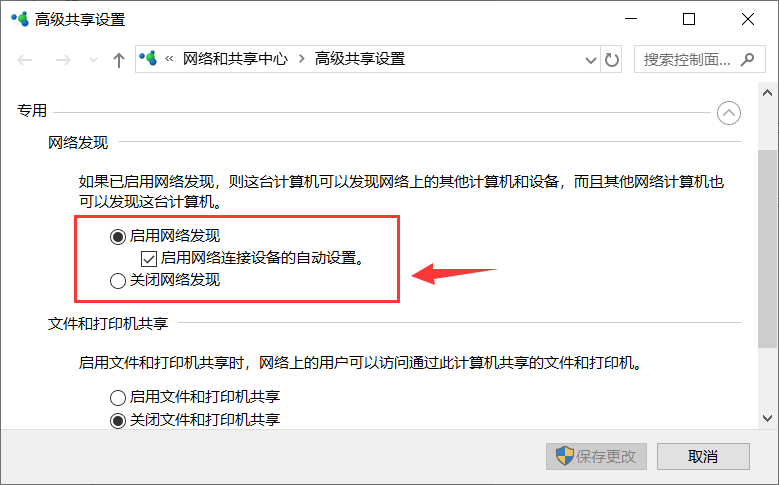 高级共享设置
« 网络和共享中心 > 高级共享设置
搜索控制面...
专用
网络发现
如果已启用网络发现，则这台计算机可以发现网络上的其他计算机和设备，而且其他网络计算机也
可以发现这台计算机。
启用网络发现
启用网络连接设备的自动设置。
关闭网络发现
文件和打印机共享
启用文件和打印机共享时，网络上的用户可以访问通过此计算机共享的文件和打印机。
启用文件和打印机共享
关闭文件和打印机共享
保存更改
取消